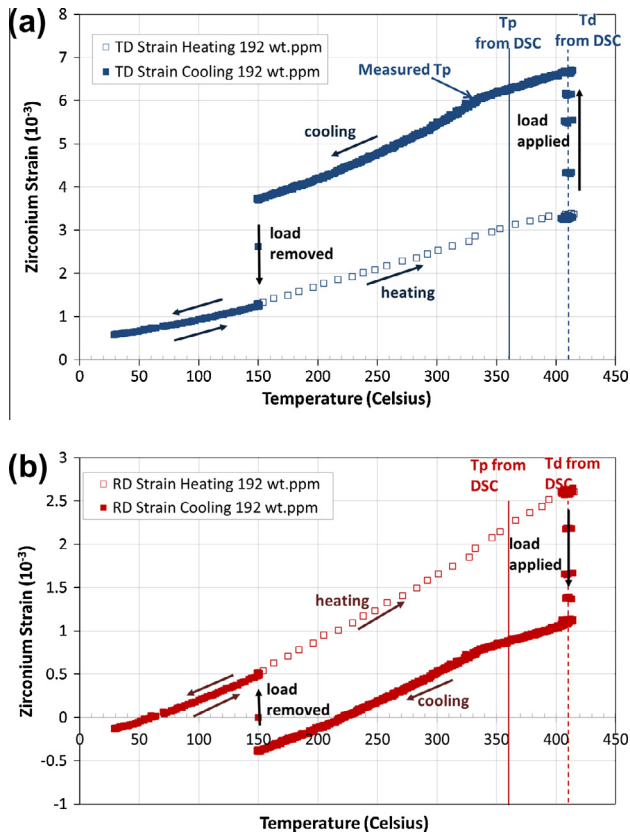 (a)
Tp
from DSC
Td
from DSC
8
7
6
5
4
3
2
1
0
Zirconium Strain (10⁻³)
TD Strain Heating 192 wt.ppm
TD Strain Cooling 192 wt.ppm
Measured Tp
cooling
load
applied
load
removed
heating
0 50 100 150 200 250 300 350 400 450
Temperature (Celsius)
(b)
3
2.5
2
1.5
1
0.5
0
-0.5
-1
Zirconium Strain (10⁻³)
RD Strain Heating 192 wt.ppm
RD Strain Cooling 192 wt.ppm
Tp from
DSC
Td from
DSC
load
applied
heating
load
removed
cooling
0 50 100 150 200 250 300 350 400 450
Temperature (Celsius)